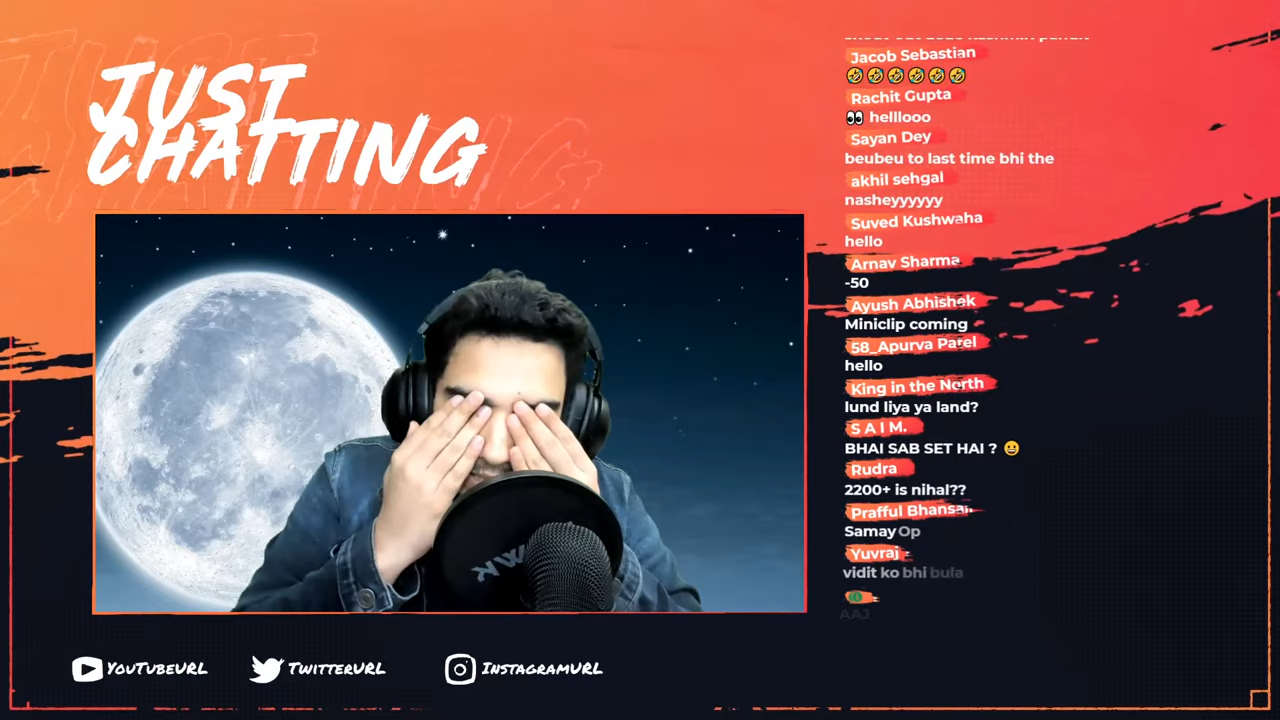 JUST
CHATTING
Jacob Sebastian
🤣🤣🤣🤣🤣🤣
Rachit Gupta
👀 helllooo
Sayan Dey
beubeu to last time bhi the
akhil sehgal
nasheyyyyyy
Suved Kushwaha
hello
Arnav Sharma
-50
Ayush Abhishek
Miniclip coming
58_Apurva Patel
hello
King in the North
lund liya ya land?
S A I M.
BHAI SAB SET HAI ? 😀
Rudra
2200+ is nihal??
Prafful Bhansali
Samay Op
Yuvraj
vidit ko bhi bula
AAJ
YouTubeURL
TwitterURL
InstagramURL